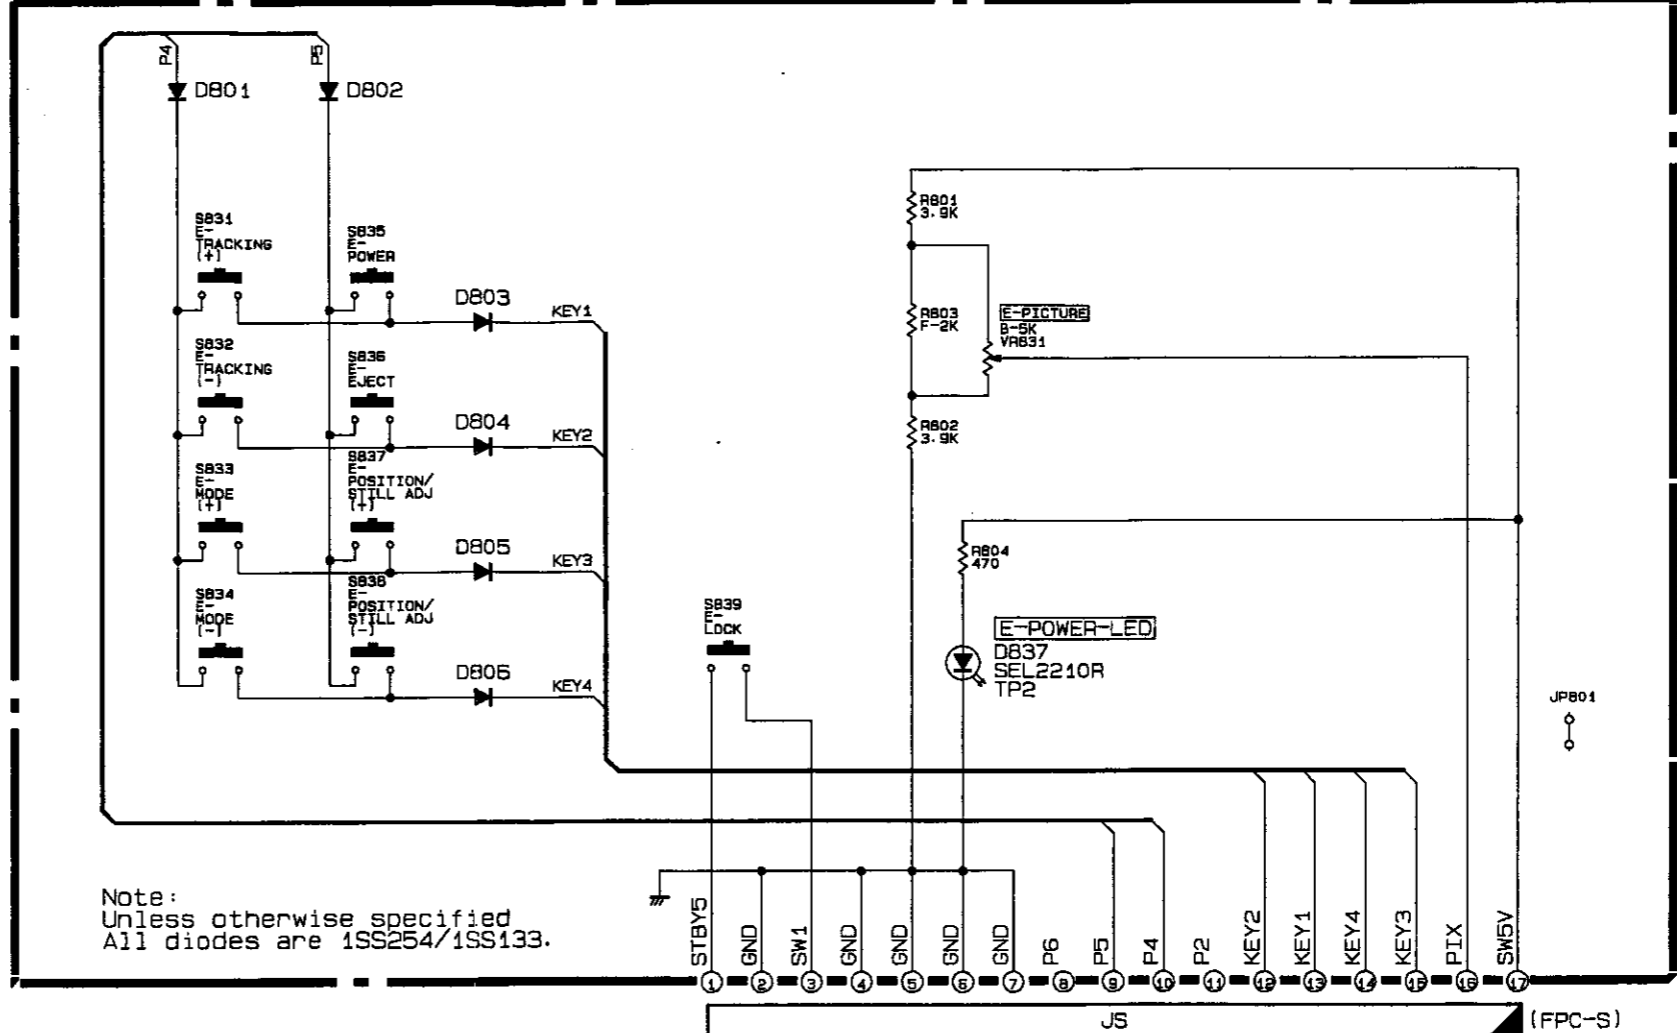 P4
P5
D801
D802
S831
E-
TRACKING
(+)
S835
E-
POWER
D803
KEY1
S832
E-
TRACKING
(-)
S836
E-
EJECT
D804
KEY2
S833
E-
MODE
(+)
S837
E-
POSITION/
STILL ADJ
(+)
D805
KEY3
S834
E-
MODE
(-)
S838
E-
POSITION/
STILL ADJ
(-)
D806
KEY4
R801
3.9K
R803
F-2K
E-PICTURE
B-5K
VR831
R802
3.9K
R804
470
S839
E-
LOCK
E-POWER-LED
D837
SEL2210R
TP2
JP801
Note:
Unless otherwise specified
All diodes are 1SS254/1SS133.
STBY5
GND
SW1
GND
GND
GND
GND
P6
P5
P4
P2
KEY2
KEY1
KEY4
KEY3
PIX
SW5V
1 2 3 4 5 6 7 8 9 10 11 12 13 14 15 16 17
JS
(FPC-S)